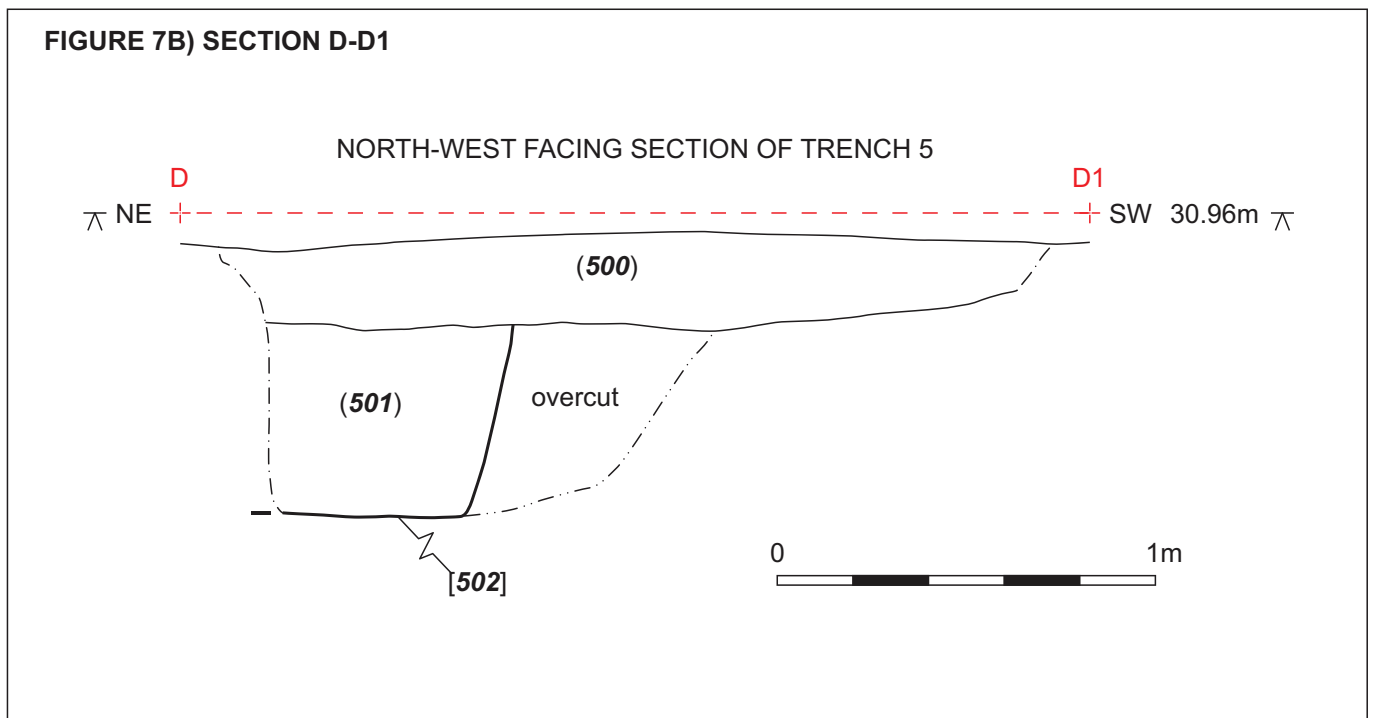 FIGURE 7B) SECTION D-D1
NORTH-WEST FACING SECTION OF TRENCH 5
D D1
NE SW 30.96m
(500)
(501) overcut
0 1m
[502]